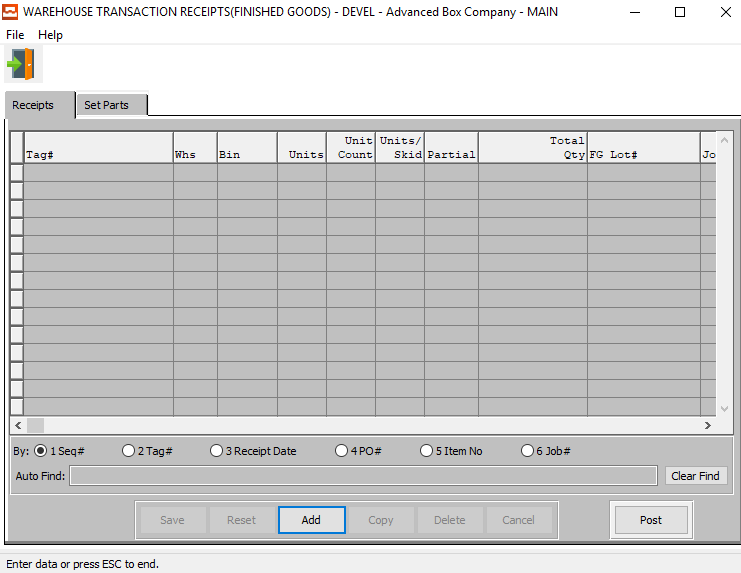 WAREHOUSE TRANSACTION RECEIPTS(FINISHED GOODS) - DEVEL - Advanced Box Company - MAIN
File Help
Receipts Set Parts
Unit Units/ Total
Tag# Whs Bin Units Count Skid Partial Qty FG Lot# Jo
By: 1 Seq# 2 Tag# 3 Receipt Date 4 PO# 5 Item No 6 Job#
Auto Find: Clear Find
Save Reset Add Copy Delete Cancel Post
Enter data or press ESC to end.